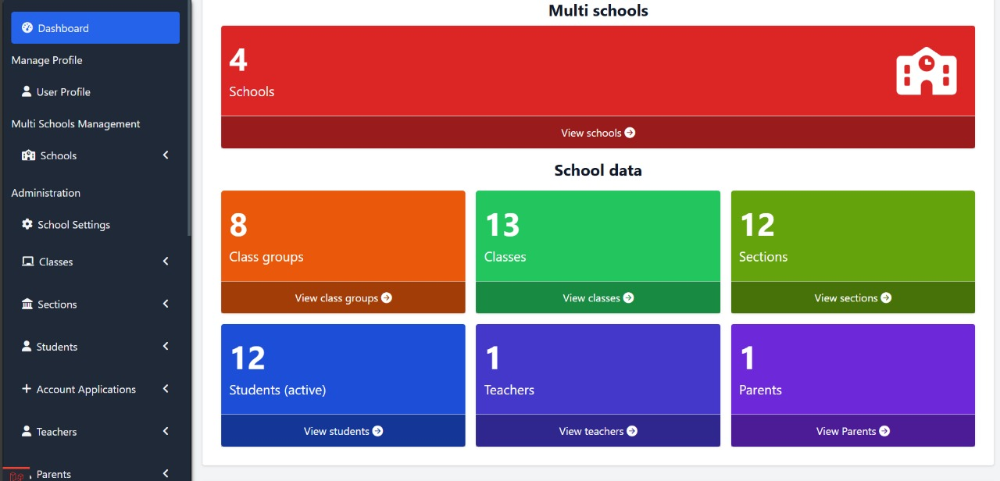 Dashboard
Manage Profile
User Profile
Multi Schools Management
Schools
Administration
School Settings
Classes
Sections
Students
Account Applications
Teachers
Parents
Multi schools
4
Schools
View schools
School data
8
Class groups
View class groups
13
Classes
View classes
12
Sections
View sections
12
Students (active)
View students
1
Teachers
View teachers
1
Parents
View Parents